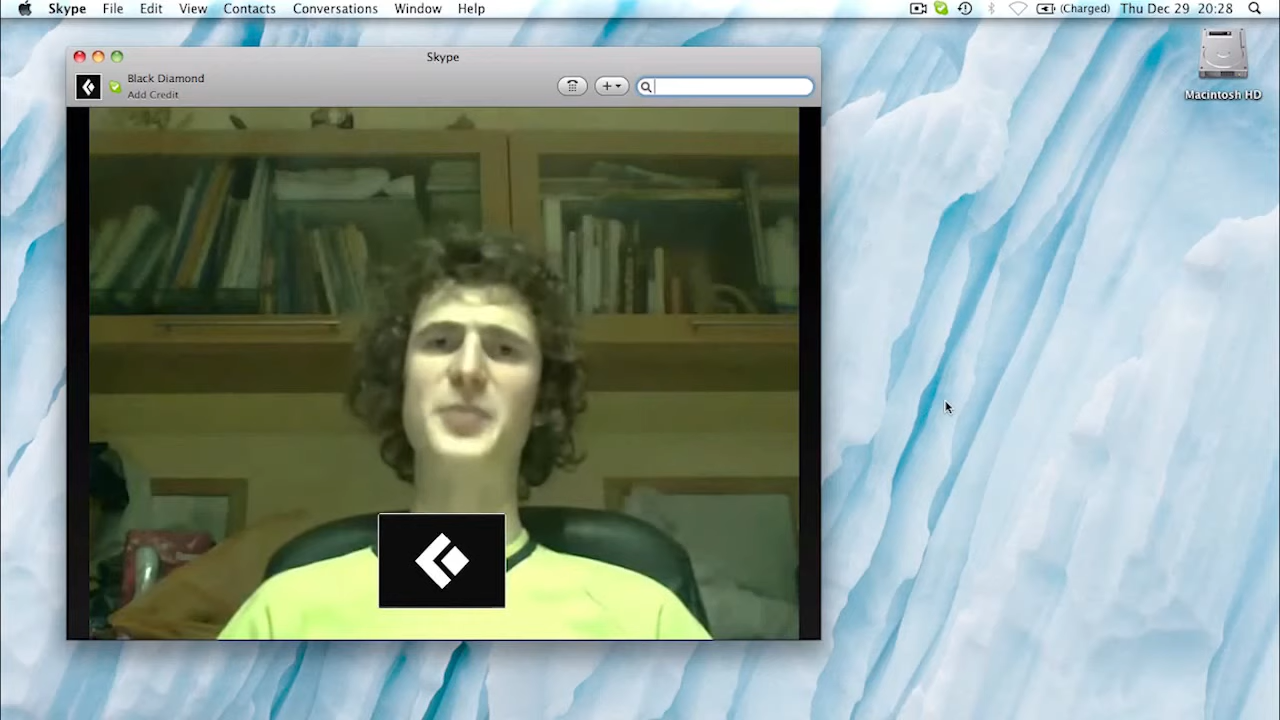 Skype File Edit View Contacts Conversations Window Help (Charged) Thu Dec 29 20:28
Skype
Black Diamond
Add Credit
Macintosh HD